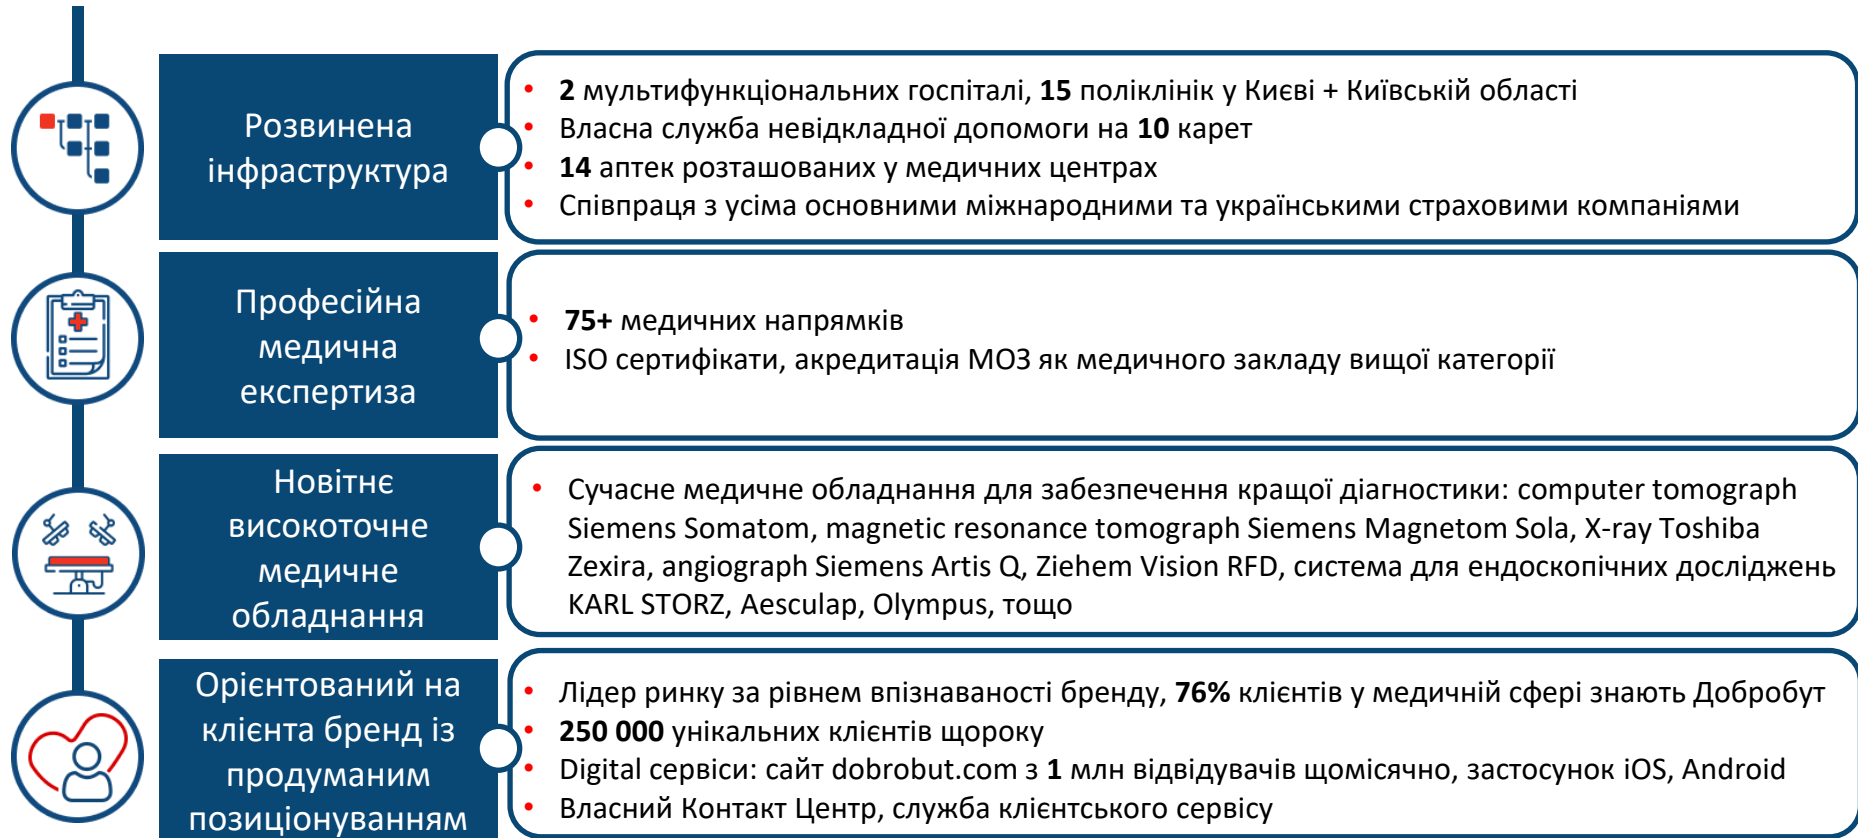 Розвинена
інфраструктура
• 2 мультифункціональних госпіталі, 15 поліклінік у Києві + Київській області
• Власна служба невідкладної допомоги на 10 карет
• 14 аптек розташованих у медичних центрах
• Співпраця з усіма основними міжнародними та українськими страховими компаніями
Професійна
медична
експертиза
• 75+ медичних напрямків
• ISO сертифікати, акредитація МОЗ як медичного закладу вищої категорії
Новітнє
високоточне
медичне
обладнання
• Сучасне медичне обладнання для забезпечення кращої діагностики: computer tomograph
Siemens Somatom, magnetic resonance tomograph Siemens Magnetom Sola, X-ray Toshiba
Zexira, angiograph Siemens Artis Q, Ziehem Vision RFD, система для ендоскопічних досліджень
KARL STORZ, Aesculap, Olympus, тощо
Орієнтований на
клієнта бренд із
продуманим
позиціонуванням
• Лідер ринку за рівнем впізнаваності бренду, 76% клієнтів у медичній сфері знають Добробут
• 250 000 унікальних клієнтів щороку
• Digital сервіси: сайт dobrobut.com з 1 млн відвідувачів щомісячно, застосунок iOS, Android
• Власний Контакт Центр, служба клієнтського сервісу